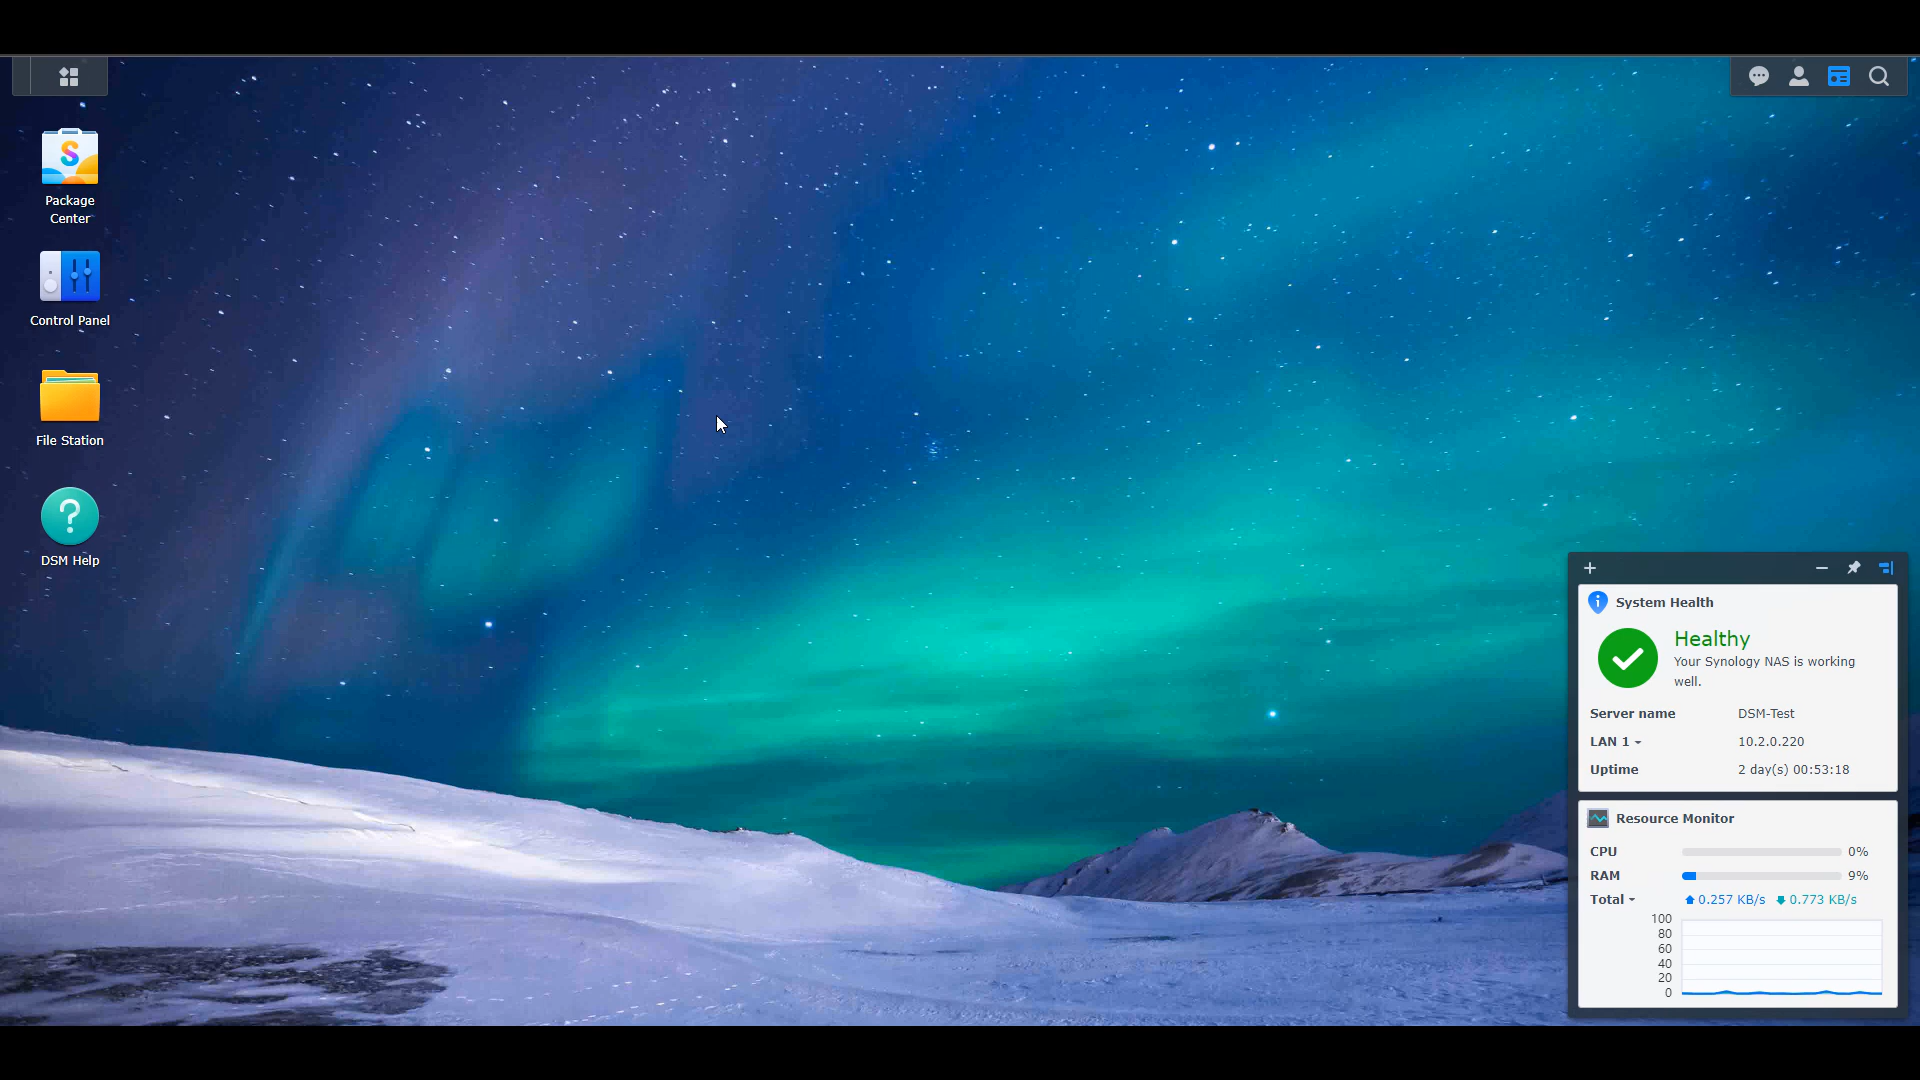 Package
Center
Control Panel
File Station
DSM Help
System Health
Healthy
Your Synology NAS is working
well.
Server name DSM-Test
LAN 1 10.2.0.220
Uptime 2 day(s) 00:53:18
Resource Monitor
CPU 0%
RAM 9%
Total 0.257 KB/s 0.773 KB/s
100
80
60
40
20
0